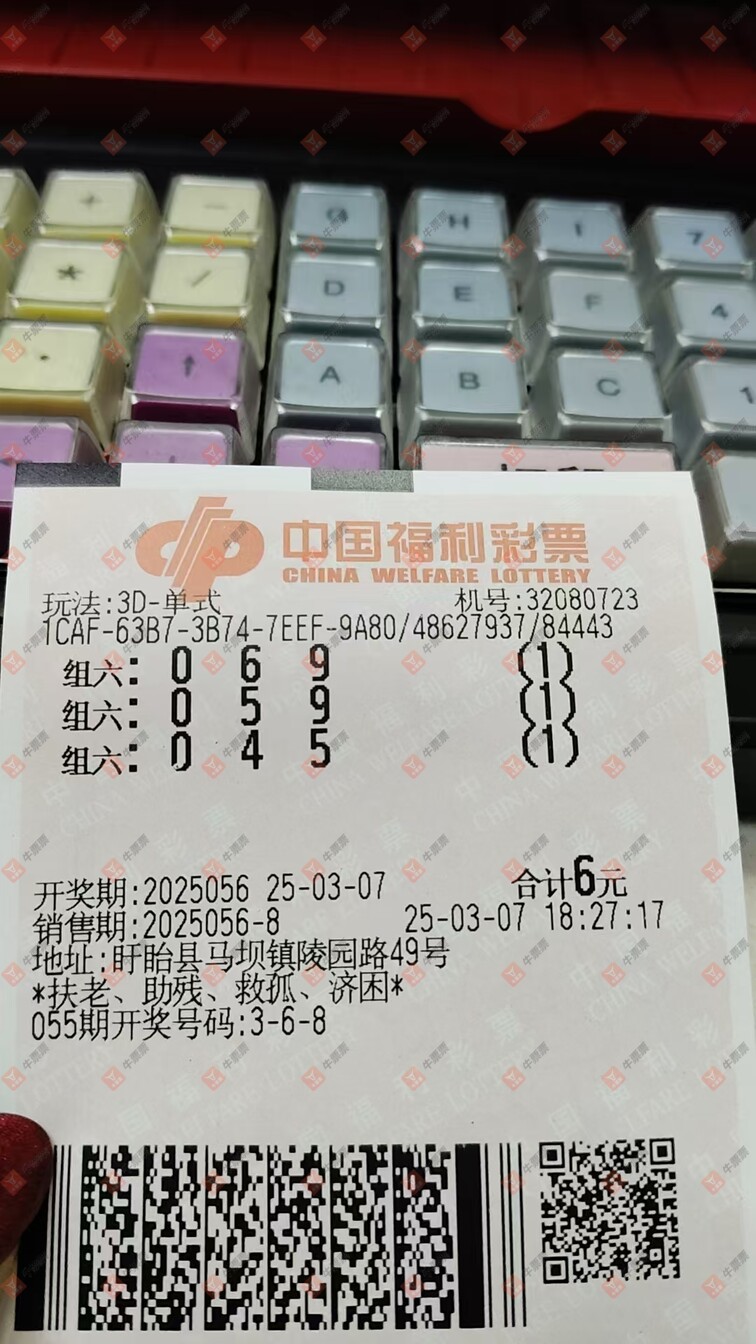 + - G H I 7
* / D E F 4
. ↑ A B C 1
中国福利彩票
CHINA WELFARE LOTTERY
玩法:3D-单式 机号:32080723
1CAF-63B7-3B74-7EEF-9A80/48627937/84443
组六: 0 6 9 (1)
组六: 0 5 9 (1)
组六: 0 4 5 (1)
开奖期:2025056 25-03-07 合计6元
销售期:2025056-8 25-03-07 18:27:17
地址:盱眙县马坝镇陵园路49号
*扶老、助残、救孤、济困*
055期开奖号码:3-6-8